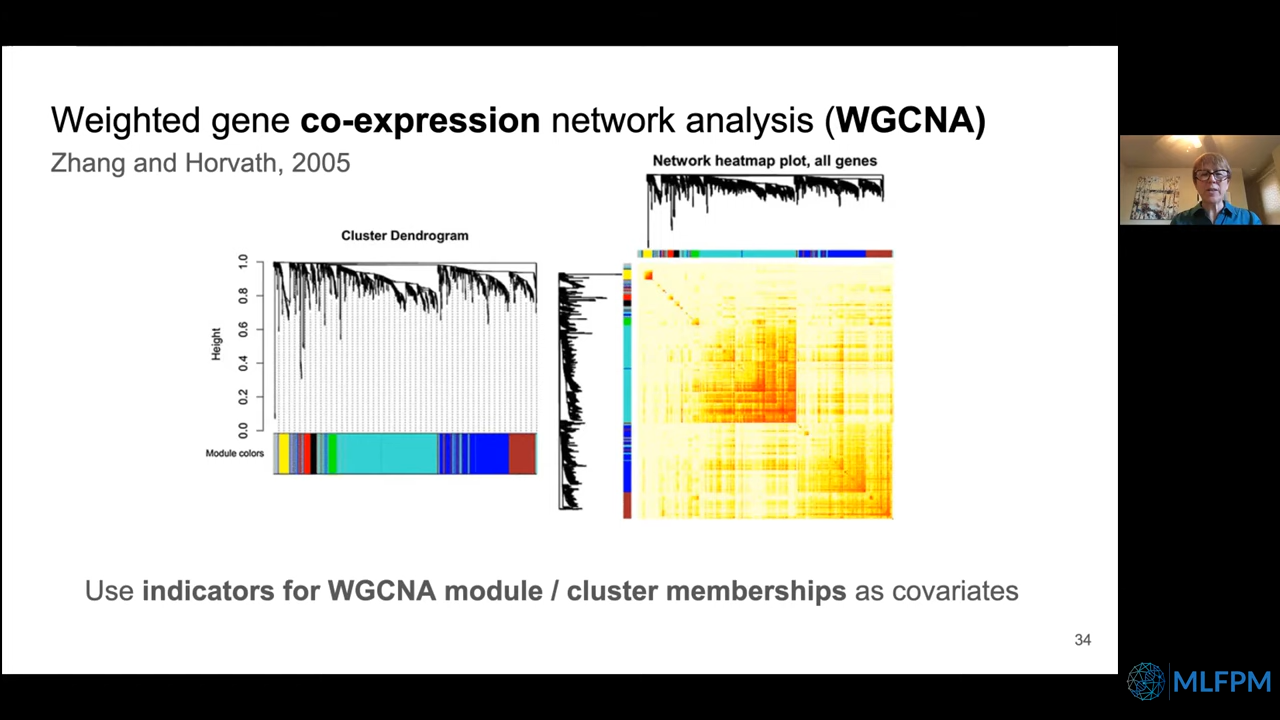 Weighted gene co-expression network analysis (WGCNA)
Zhang and Horvath, 2005
Network heatmap plot, all genes
Cluster Dendrogram
Height
1.0
0.8
0.6
0.4
0.2
0.0
Module colors
Use indicators for WGCNA module / cluster memberships as covariates
34
MLFPM